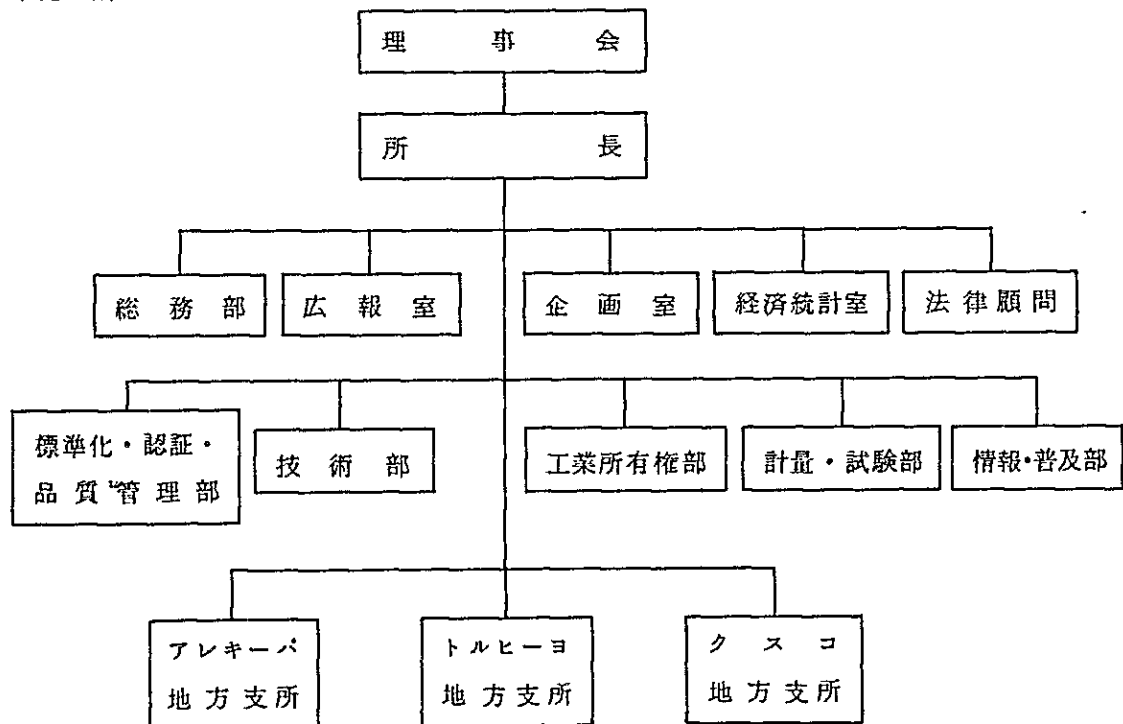 理事会
所長
総務部
広報室
企画室
経済統計室
法律顧問
標準化・認証・
品質管理部
技術部
工業所有権部
計量・試験部
情報・普及部
アレキーパ
地方支所
トルヒーヨ
地方支所
クスコ
地方支所